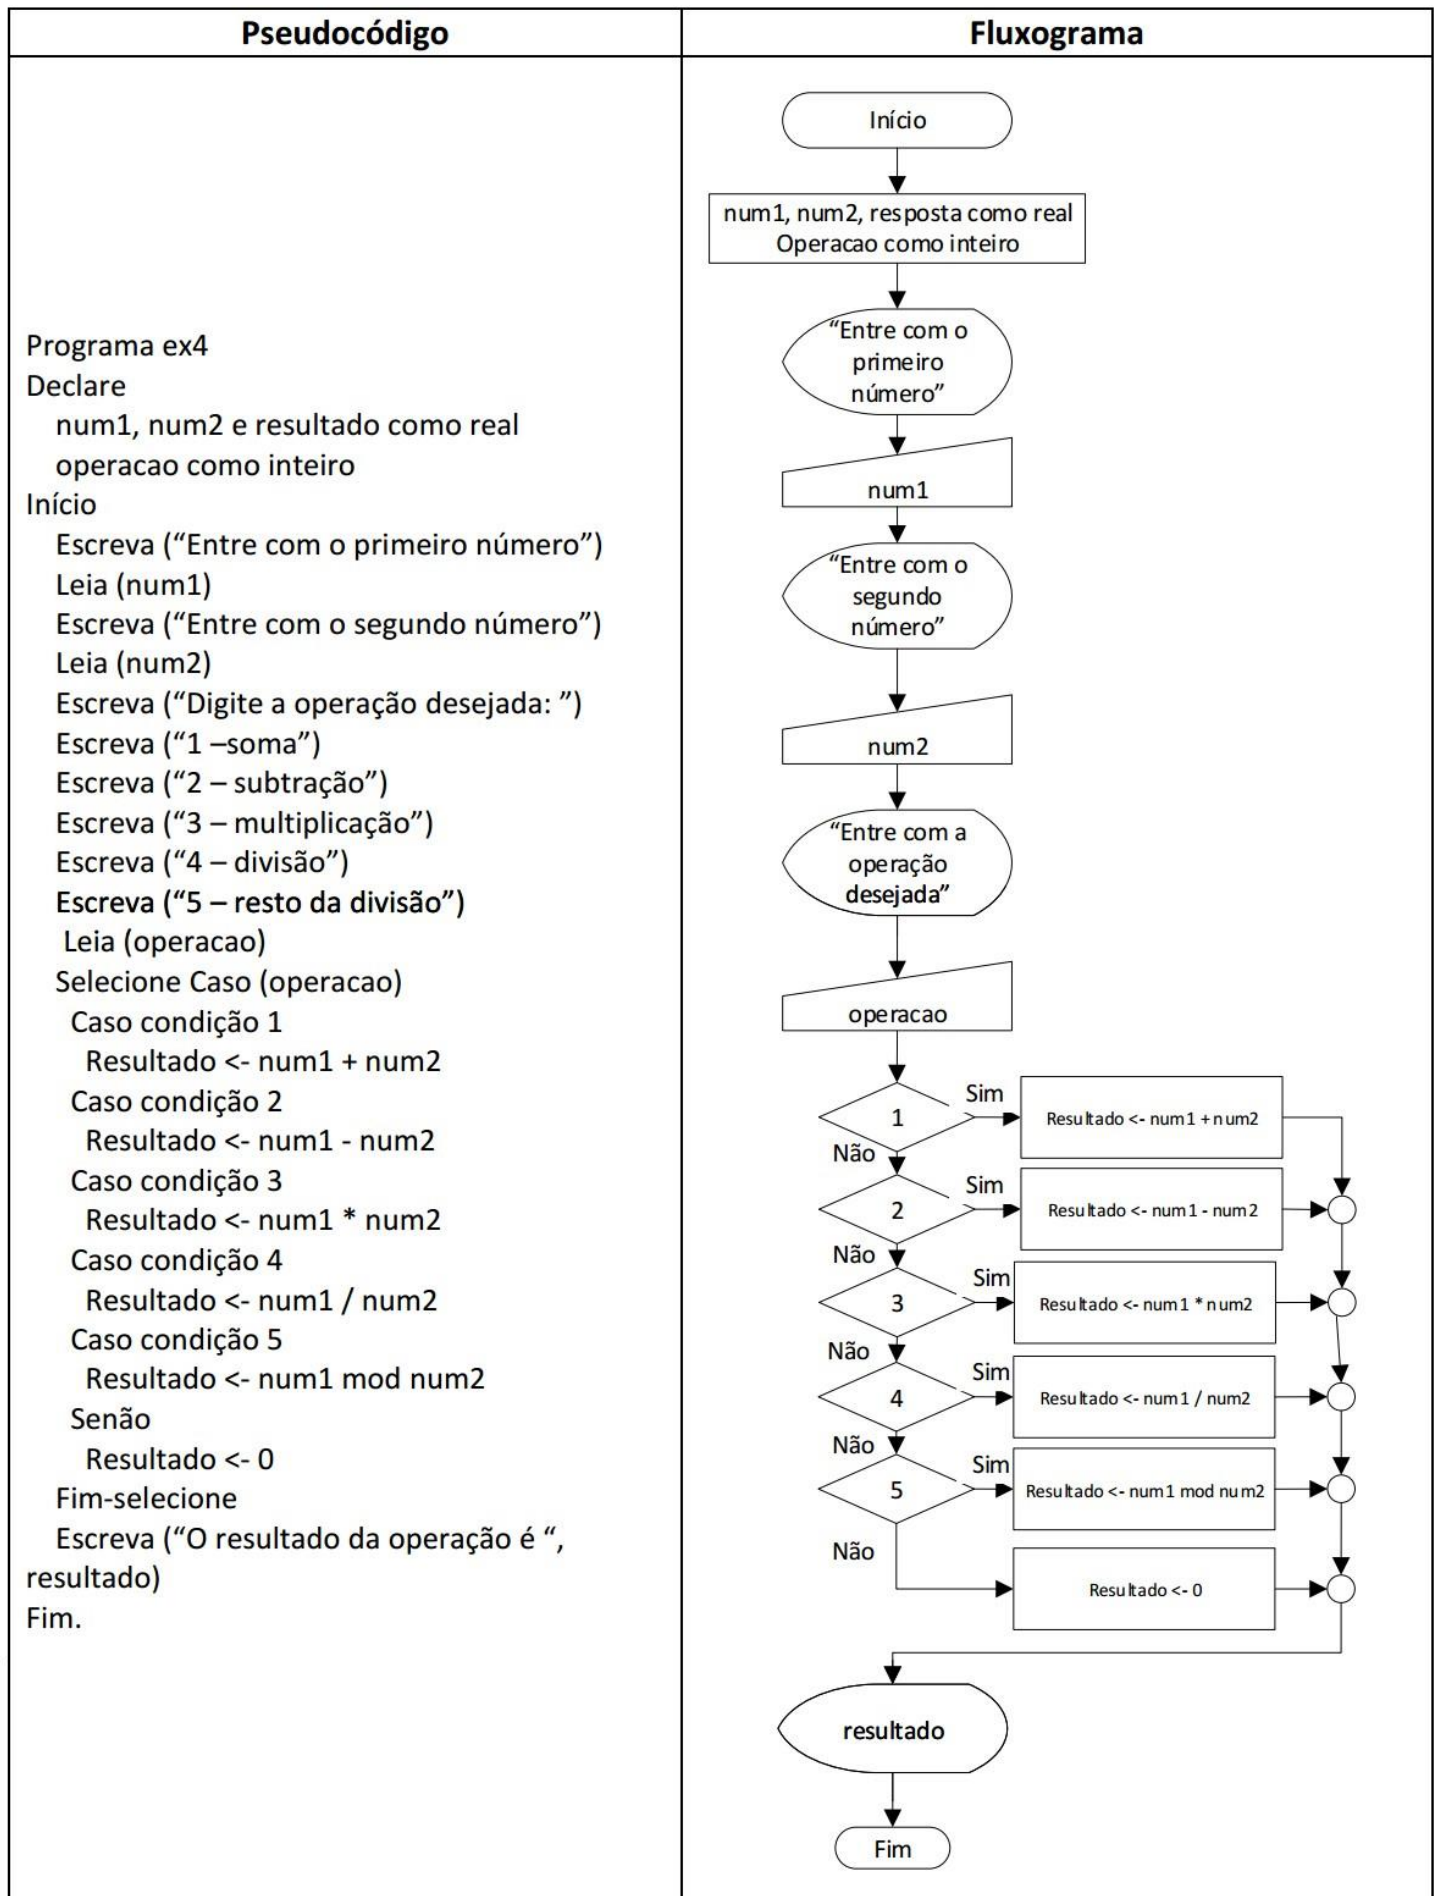 Pseudocódigo
Fluxograma
Programa ex4
Declare
num1, num2 e resultado como real
operacao como inteiro
Início
Escreva (“Entre com o primeiro número”)
Leia (num1)
Escreva (“Entre com o segundo número”)
Leia (num2)
Escreva (“Digite a operação desejada: ”)
Escreva (“1 –soma”)
Escreva (“2 – subtração”)
Escreva (“3 – multiplicação”)
Escreva (“4 – divisão”)
Escreva (“5 – resto da divisão”)
Leia (operacao)
Selecione Caso (operacao)
Caso condição 1
Resultado <- num1 + num2
Caso condição 2
Resultado <- num1 - num2
Caso condição 3
Resultado <- num1 * num2
Caso condição 4
Resultado <- num1 / num2
Caso condição 5
Resultado <- num1 mod num2
Senão
Resultado <- 0
Fim-selecione
Escreva (“O resultado da operação é “,
resultado)
Fim.
Início
num1, num2, resposta como real
Operacao como inteiro
“Entre com o
primeiro
número”
num1
“Entre com o
segundo
número”
num2
“Entre com a
operação
desejada”
operacao
1
Sim
Resultado <- num1 + num2
Não
2
Sim
Resultado <- num1 - num2
Não
3
Sim
Resultado <- num1 * num2
Não
4
Sim
Resultado <- num1 / num2
Não
5
Sim
Resultado <- num1 mod num2
Não
Resultado <- 0
resultado
Fim